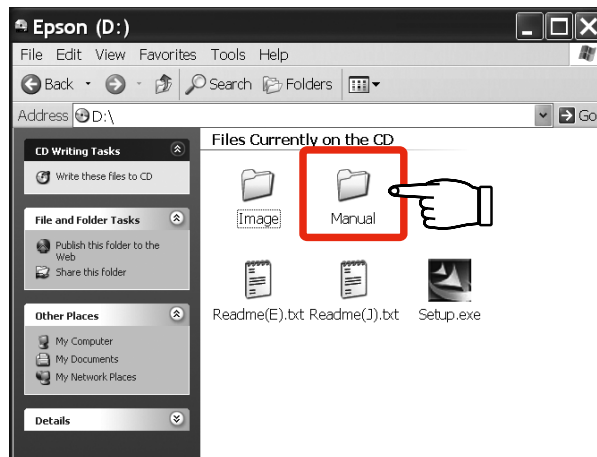 Epson (D:)
File Edit View Favorites Tools Help
Back Search Folders
Address D:\ Go
Files Currently on the CD
CD Writing Tasks
Write these files to CD
File and Folder Tasks
Publish this folder to the
Web
Share this folder
Other Places
My Computer
My Documents
My Network Places
Details
Image Manual
Readme(E).txt Readme(J).txt Setup.exe